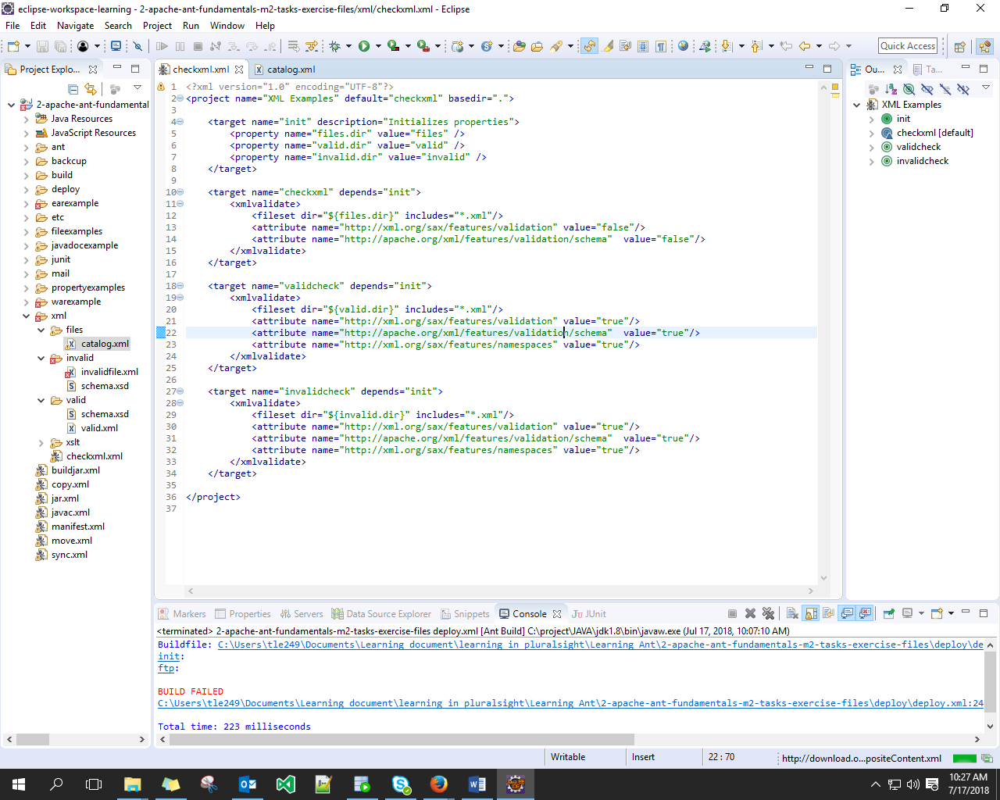 eclipse-workspace-learning - 2-apache-ant-fundamentals-m2-tasks-exercise-files/xml/checkxml.xml - Eclipse
File Edit Navigate Search Project Run Window Help
Quick Access
Project Explo...
2-apache-ant-fundamental
Java Resources
JavaScript Resources
ant
backcup
build
deploy
earexample
etc
fileexamples
javadocexample
junit
mail
propertyexamples
warexample
xml
files
catalog.xml
invalid
invalidfile.xml
schema.xsd
valid
schema.xsd
valid.xml
xslt
checkxml.xml
buildjar.xml
copy.xml
jar.xml
javac.xml
manifest.xml
move.xml
sync.xml
checkxml.xml catalog.xml
1 <?xml version="1.0" encoding="UTF-8"?>
2 <project name="XML Examples" default="checkxml" basedir=".">
3
4 <target name="init" description="Initializes properties">
5 <property name="files.dir" value="files" />
6 <property name="valid.dir" value="valid" />
7 <property name="invalid.dir" value="invalid" />
8 </target>
9
10 <target name="checkxml" depends="init">
11 <xmlvalidate>
12 <fileset dir="${files.dir}" includes="*.xml"/>
13 <attribute name="http://xml.org/sax/features/validation" value="false"/>
14 <attribute name="http://apache.org/xml/features/validation/schema"  value="false"/>
15 </xmlvalidate>
16 </target>
17
18 <target name="validcheck" depends="init">
19 <xmlvalidate>
20 <fileset dir="${valid.dir}" includes="*.xml"/>
21 <attribute name="http://xml.org/sax/features/validation" value="true"/>
22 <attribute name="http://apache.org/xml/features/validation/schema"  value="true"/>
23 <attribute name="http://xml.org/sax/features/namespaces" value="true"/>
24 </xmlvalidate>
25 </target>
26
27 <target name="invalidcheck" depends="init">
28 <xmlvalidate>
29 <fileset dir="${invalid.dir}" includes="*.xml"/>
30 <attribute name="http://xml.org/sax/features/validation" value="true"/>
31 <attribute name="http://apache.org/xml/features/validation/schema"  value="true"/>
32 <attribute name="http://xml.org/sax/features/namespaces" value="true"/>
33 </xmlvalidate>
34 </target>
35
36 </project>
37
Ou... Ta...
XML Examples
init
checkxml [default]
validcheck
invalidcheck
Markers Properties Servers Data Source Explorer Snippets Console JUnit
<terminated> 2-apache-ant-fundamentals-m2-tasks-exercise-files deploy.xml [Ant Build] C:\project\JAVA\jdk1.8\bin\javaw.exe (Jul 17, 2018, 10:07:10 AM)
Buildfile: C:\Users\tle249\Documents\Learning document\learning in pluralsight\Learning Ant\2-apache-ant-fundamentals-m2-tasks-exercise-files\deploy\de
init:
ftp:
BUILD FAILED
C:\Users\tle249\Documents\Learning document\learning in pluralsight\Learning Ant\2-apache-ant-fundamentals-m2-tasks-exercise-files\deploy\deploy.xml:24
Total time: 223 milliseconds
Writable Insert 22 : 70 http://download.o...positeContent.xml
10:27 AM
7/17/2018